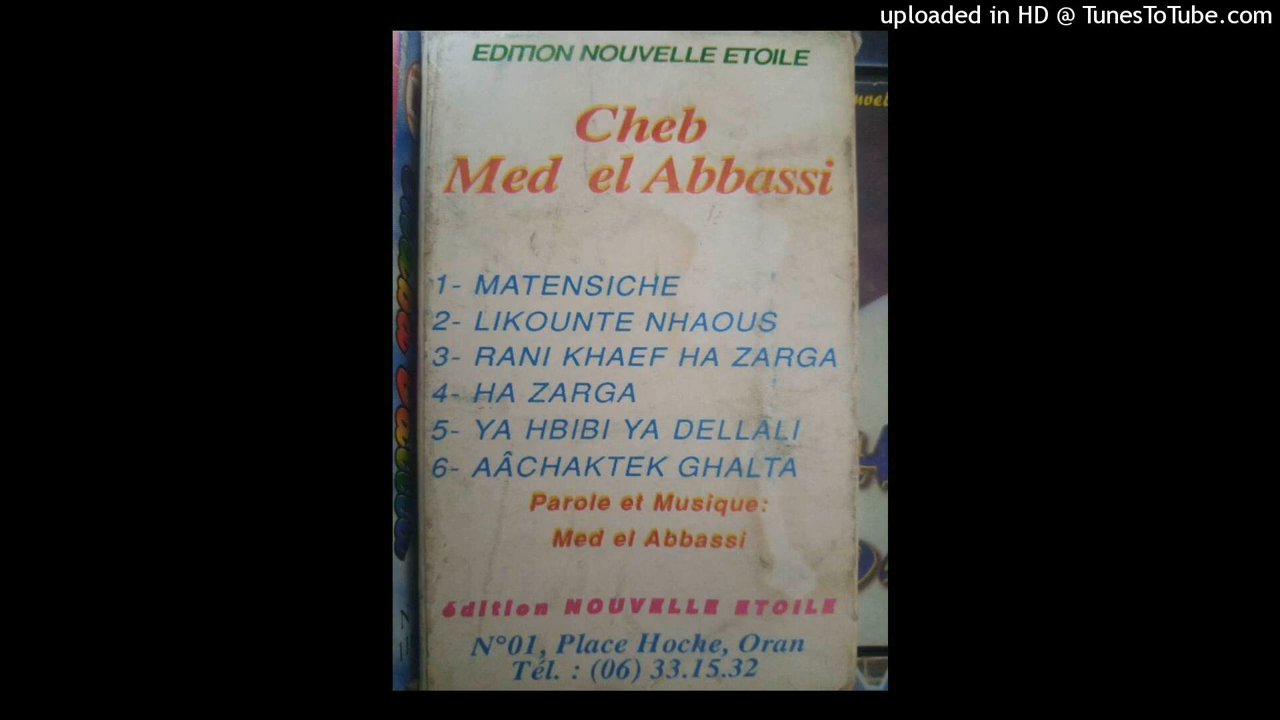 uploaded in HD @ TunesToTube.com
EDITION NOUVELLE ETOILE
Cheb
Med el Abbassi
1- MATENSICHE
2- LIKOUNTE NHAOUS
3- RANI KHAEF HA ZARGA
4- HA ZARGA
5- YA HBIBI YA DELLALI
6- AÂCHAKTEK GHALTA
Parole et Musique:
Med el Abbassi
édition NOUVELLE ETOILE
N°01, Place Hoche, Oran
Tél. : (06) 33.15.32